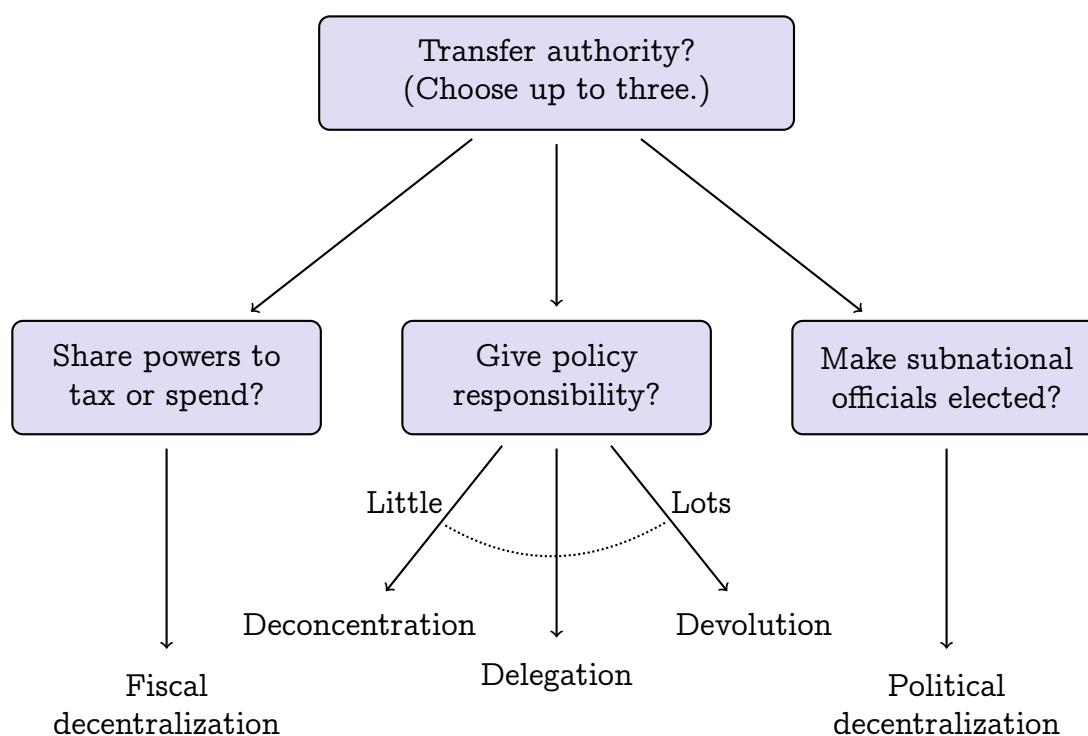 Transfer authority?
(Choose up to three.)
Share powers to
tax or spend?
Give policy
responsibility?
Make subnational
officials elected?
Little
Lots
Deconcentration
Devolution
Delegation
Fiscal
decentralization
Political
decentralization